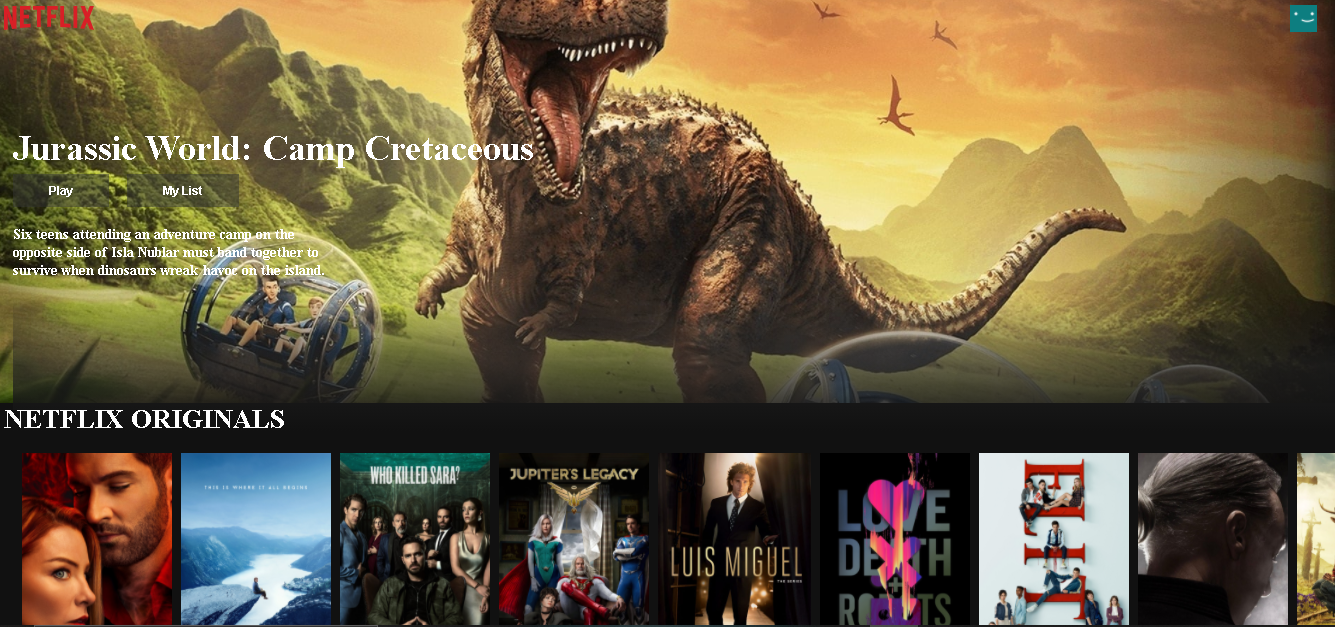 NETFLIX
Jurassic World: Camp Cretaceous
Play
My List
Six teens attending an adventure camp on the
opposite side of Isla Nublar must band together to
survive when dinosaurs wreak havoc on the island.
NETFLIX ORIGINALS
THIS IS WHERE IT ALL BEGINS
WHO KILLED SARA?
JUPITER'S LEGACY
LUIS MIGUEL
THE SERIES
LOVE
DEATH
+
ROBOTS
ELITE